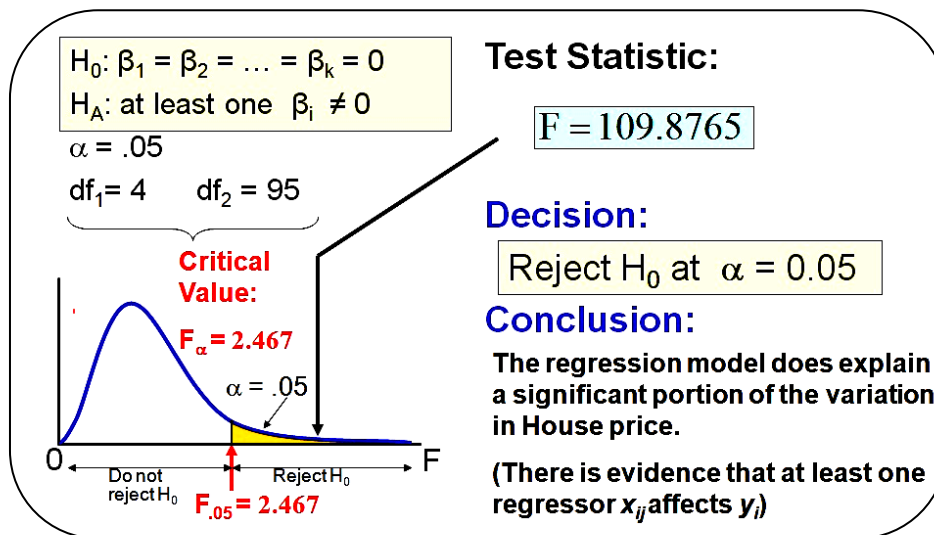 H₀: β₁ = β₂ = … = βₖ = 0
H_A: at least one βᵢ ≠ 0
α = .05
df₁= 4 df₂ = 95
Critical
Value:
F_α = 2.467
α = .05
0
F
Do not
reject H₀
Reject H₀
F.₀₅ = 2.467
Test Statistic:
F = 109.8765
Decision:
Reject H₀ at α = 0.05
Conclusion:
The regression model does explain
a significant portion of the variation
in House price.
(There is evidence that at least one
regressor xᵢⱼ affects yᵢ)